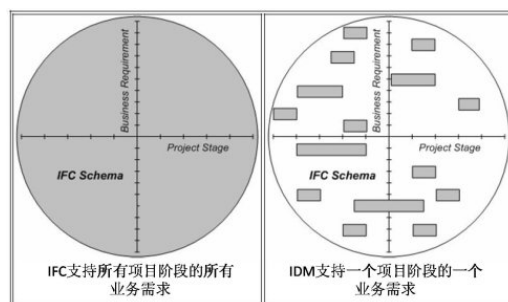 Business Requirement
Project Stage
IFC Schema
IFC支持所有项目阶段的所有
业务需求
Business Requirement
Project Stage
IFC Schema
IDM支持一个项目阶段的一个
业务需求